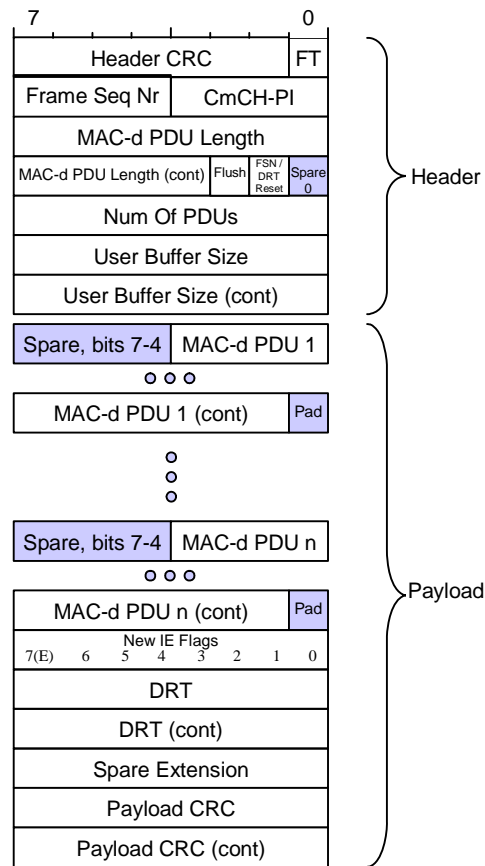 7 0
Header CRC FT
Frame Seq Nr CmCH-PI
MAC-d PDU Length
MAC-d PDU Length (cont) Flush FSN / DRT Reset Spare 0
Num Of PDUs
User Buffer Size
User Buffer Size (cont)
Header
Spare, bits 7-4 MAC-d PDU 1
MAC-d PDU 1 (cont) Pad
Spare, bits 7-4 MAC-d PDU n
MAC-d PDU n (cont) Pad
Payload
New IE Flags
7(E) 6 5 4 3 2 1 0
DRT
DRT (cont)
Spare Extension
Payload CRC
Payload CRC (cont)